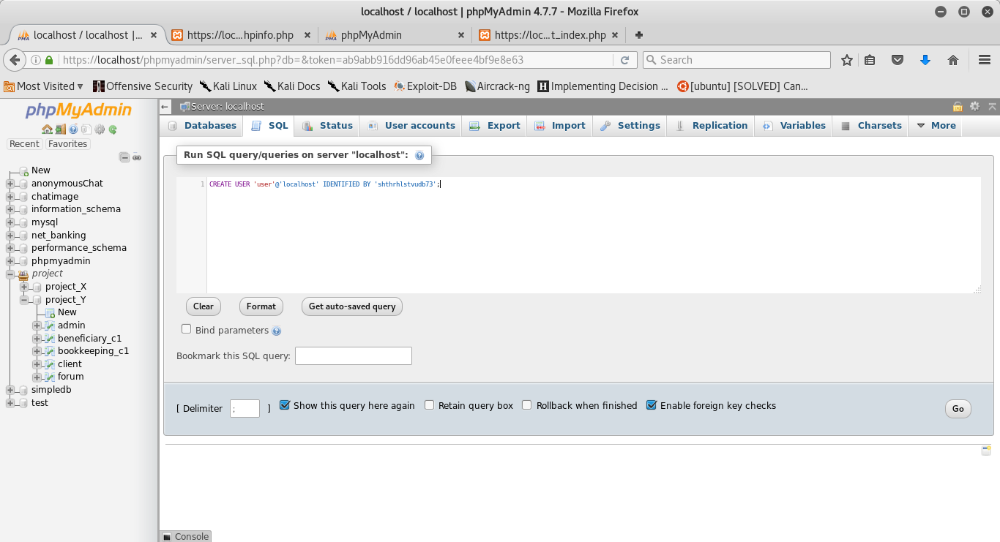 localhost / localhost | phpMyAdmin 4.7.7 - Mozilla Firefox
localhost / localhost |... × https://loc...hpinfo.php × phpMyAdmin × https://loc...t_index.php ×
https://localhost/phpmyadmin/server_sql.php?db=&token=ab9abb916dd96ab45e0feee4bf9e8e63 Search
Most Visited Offensive Security Kali Linux Kali Docs Kali Tools Exploit-DB Aircrack-ng Implementing Decision ... [ubuntu] [SOLVED] Can...
phpMyAdmin
Recent Favorites
New
anonymousChat
chatimage
information_schema
mysql
net_banking
performance_schema
phpmyadmin
project
project_X
project_Y
New
admin
beneficiary_c1
bookkeeping_c1
client
forum
simpledb
test
Server: localhost
Databases SQL Status User accounts Export Import Settings Replication Variables Charsets More
Run SQL query/queries on server "localhost":
1 CREATE USER 'user'@'localhost' IDENTIFIED BY 'shthrhlstvudb73';
Clear Format Get auto-saved query
Bind parameters
Bookmark this SQL query:
[ Delimiter ; ] Show this query here again Retain query box Rollback when finished Enable foreign key checks Go
Console